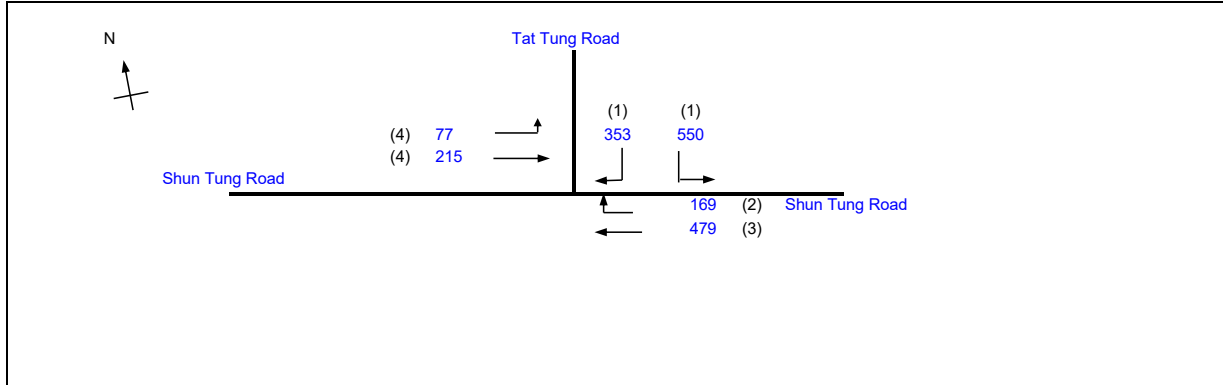 N
Tat Tung Road
(1) (1)
(4) 77 353 550
(4) 215
Shun Tung Road
169 (2) Shun Tung Road
479 (3)